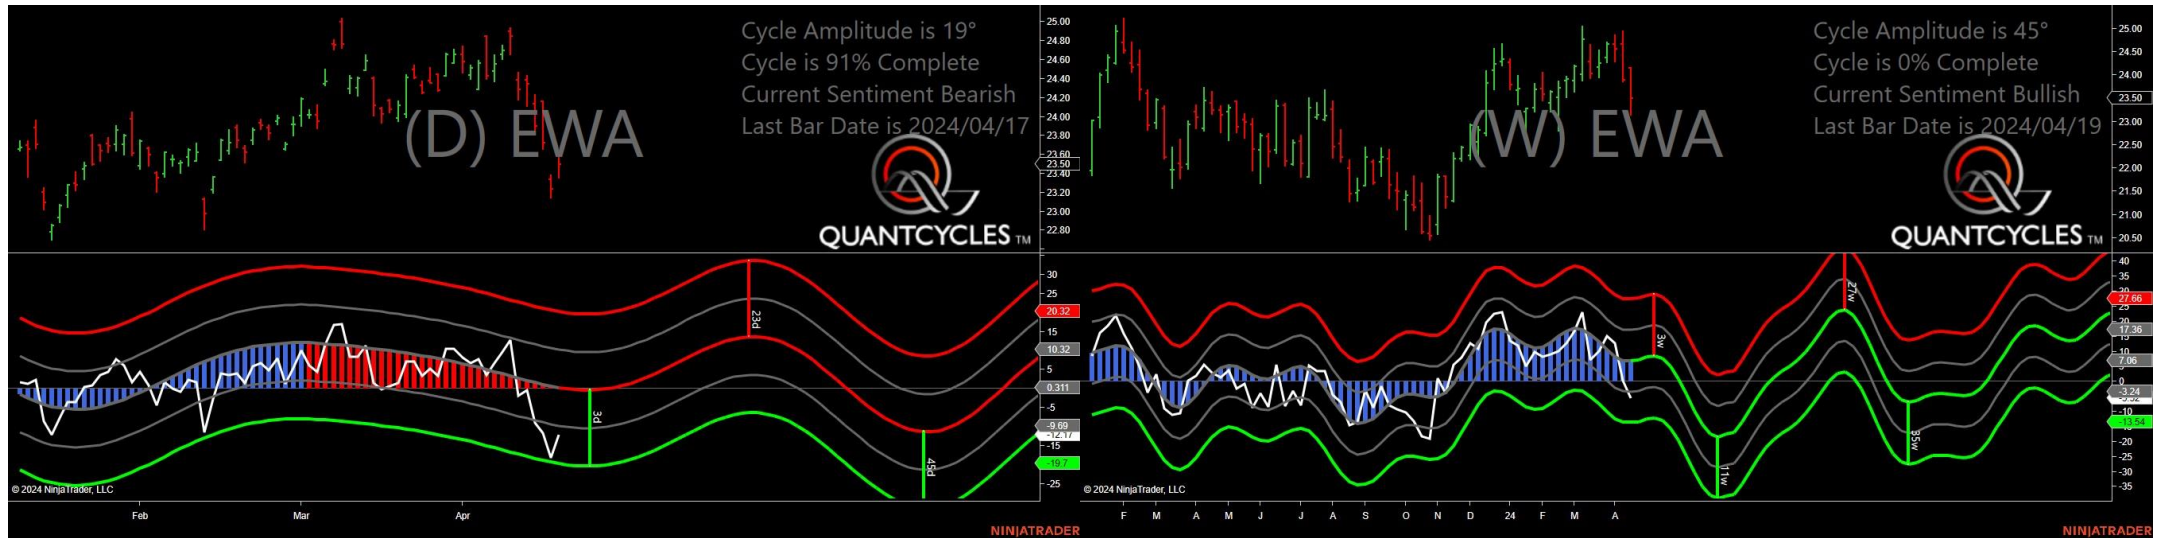 Cycle Amplitude is 19°
Cycle is 91% Complete
Current Sentiment Bearish
Last Bar Date is 2024/04/17
(D) EWA
QUANTCYCLES TM
25.00
24.80
24.60
24.40
24.20
24.00
23.80
23.60
23.50
23.40
23.20
23.00
22.80
30
25
20.32
15
10.32
5
0.311
-5
-9.69
-12.17
-15
-19.7
-25
23d
3d
45d
© 2024 NinjaTrader, LLC
Feb Mar Apr
NINJATRADER
Cycle Amplitude is 45°
Cycle is 0% Complete
Current Sentiment Bullish
Last Bar Date is 2024/04/19
(W) EWA
QUANTCYCLES TM
25.00
24.50
24.00
23.50
23.00
22.50
22.00
21.50
21.00
20.50
40
35
30
27.66
20
17.36
10
7.06
0
-3.24
-10
-13.54
-20
-25
-30
-35
27w
3w
11w
35w
© 2024 NinjaTrader, LLC
F M A M J J A S O N D 24 F M A
NINJATRADER